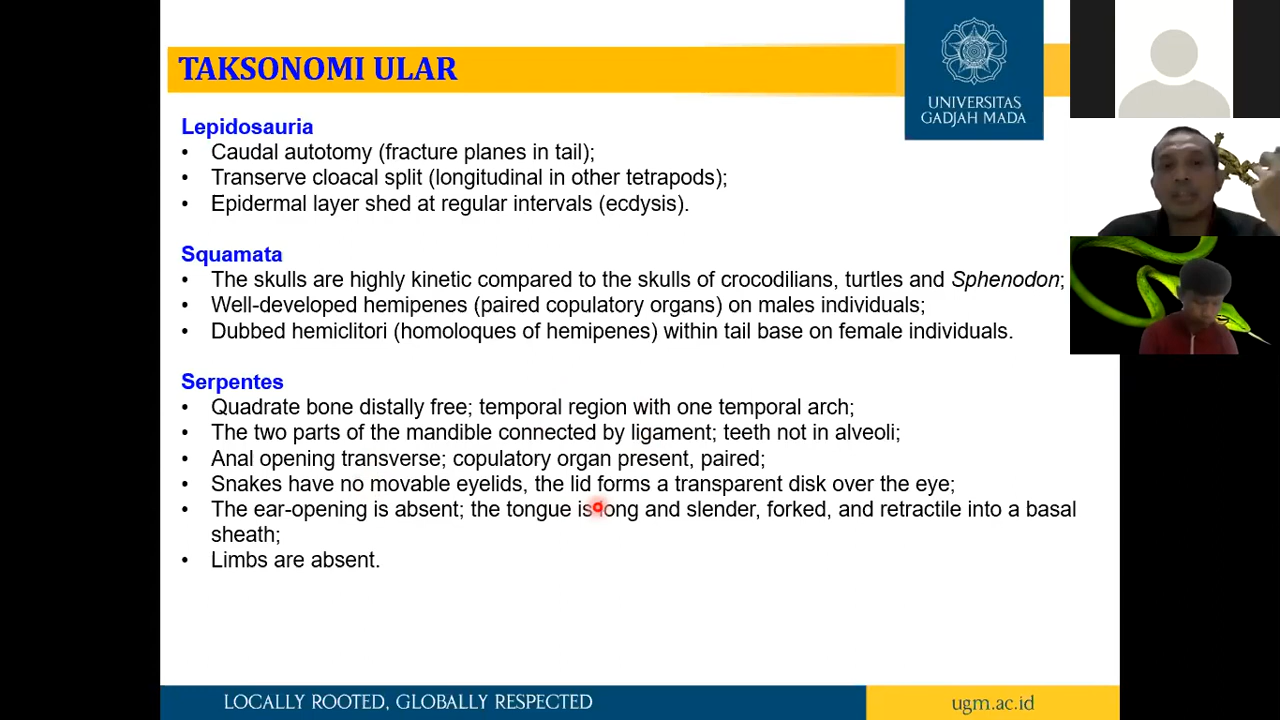 TAKSONOMI ULAR
UNIVERSITAS
GADJAH MADA
Lepidosauria
• Caudal autotomy (fracture planes in tail);
• Transerve cloacal split (longitudinal in other tetrapods);
• Epidermal layer shed at regular intervals (ecdysis).
Squamata
• The skulls are highly kinetic compared to the skulls of crocodilians, turtles and Sphenodon;
• Well-developed hemipenes (paired copulatory organs) on males individuals;
• Dubbed hemiclitori (homoloques of hemipenes) within tail base on female individuals.
Serpentes
• Quadrate bone distally free; temporal region with one temporal arch;
• The two parts of the mandible connected by ligament; teeth not in alveoli;
• Anal opening transverse; copulatory organ present, paired;
• Snakes have no movable eyelids, the lid forms a transparent disk over the eye;
• The ear-opening is absent; the tongue is long and slender, forked, and retractile into a basal
sheath;
• Limbs are absent.
LOCALLY ROOTED, GLOBALLY RESPECTED
ugm.ac.id